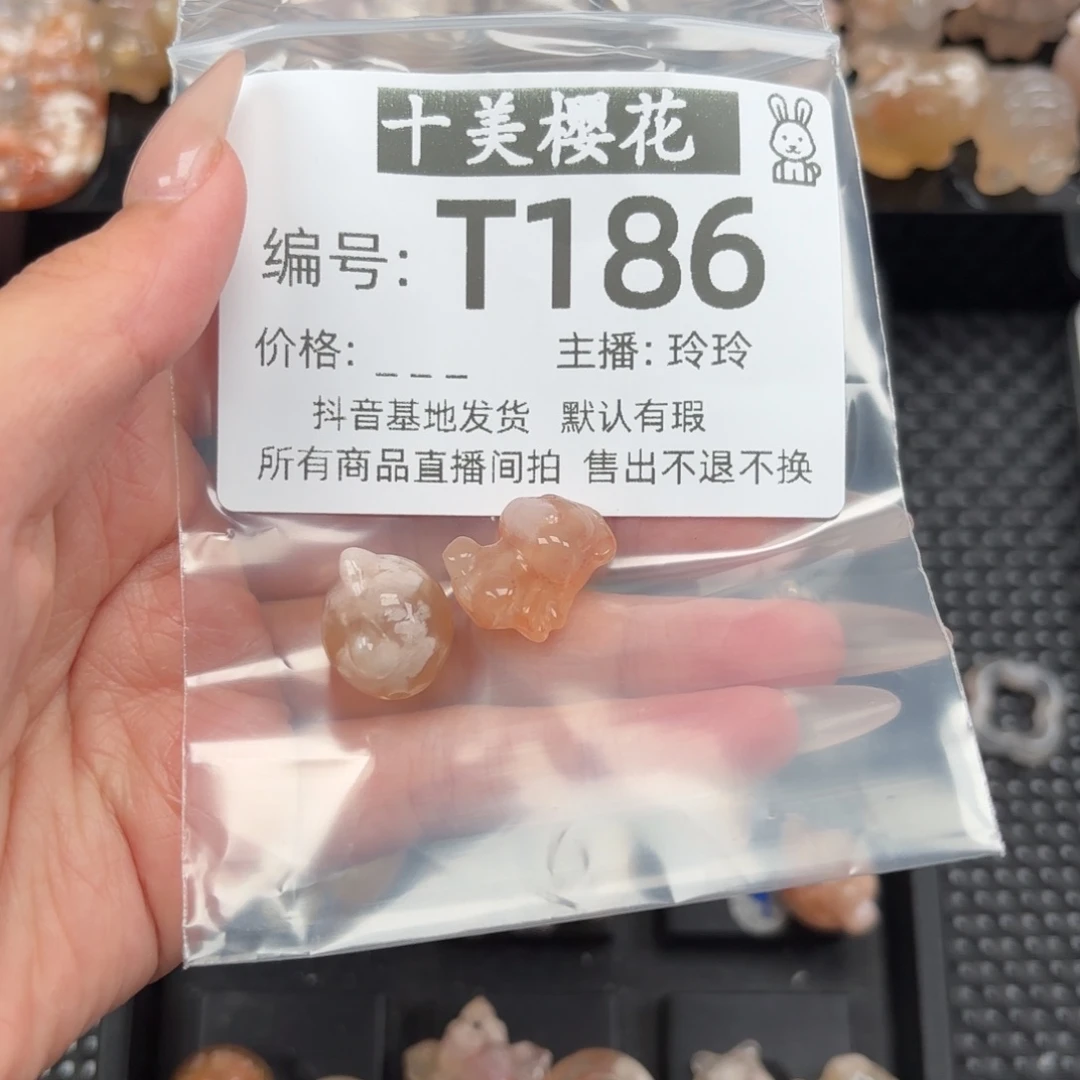 十美樱花
编号: T186
价格: _ _ _ 主播: 玲玲
抖音基地发货 默认有瑕
所有商品直播间拍 售出不退不换